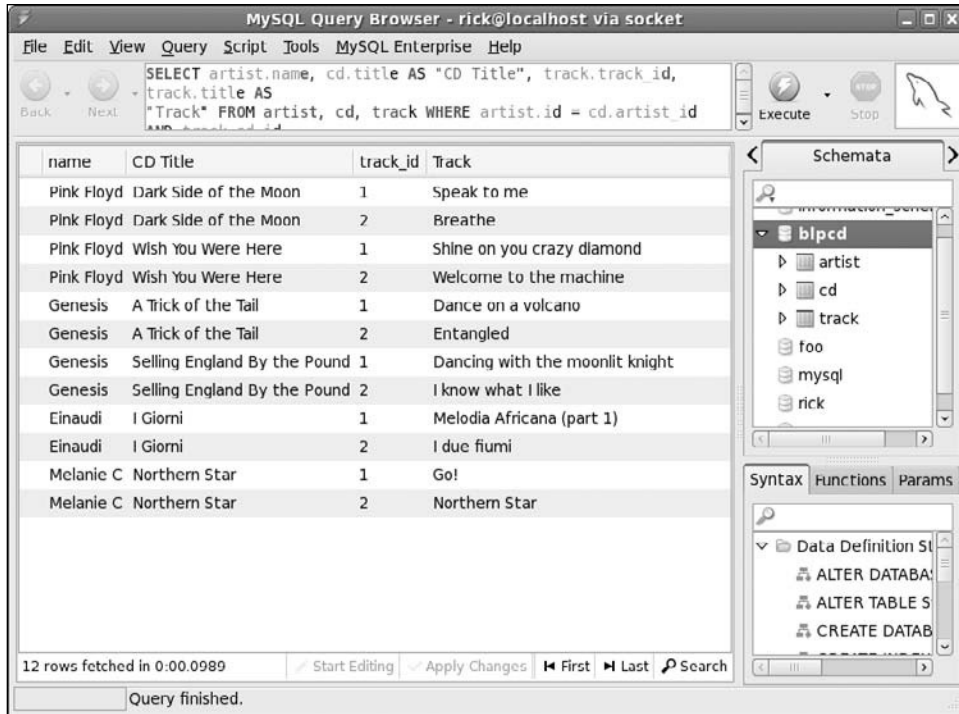 MySQL Query Browser - rick@localhost via socket
File Edit View Query Script Tools MySQL Enterprise Help
Back Next
SELECT artist.name, cd.title AS "CD Title", track.track_id,
track.title AS
"Track" FROM artist, cd, track WHERE artist.id = cd.artist_id
Execute
Stop
name CD Title track_id Track
Pink Floyd Dark Side of the Moon 1 Speak to me
Pink Floyd Dark Side of the Moon 2 Breathe
Pink Floyd Wish You Were Here 1 Shine on you crazy diamond
Pink Floyd Wish You Were Here 2 Welcome to the machine
Genesis A Trick of the Tail 1 Dance on a volcano
Genesis A Trick of the Tail 2 Entangled
Genesis Selling England By the Pound 1 Dancing with the moonlit knight
Genesis Selling England By the Pound 2 I know what I like
Einaudi I Giorni 1 Melodia Africana (part 1)
Einaudi I Giorni 2 I due fiumi
Melanie C Northern Star 1 Go!
Melanie C Northern Star 2 Northern Star
12 rows fetched in 0:00.0989 Start Editing Apply Changes First Last Search
Query finished.
Schemata
blpcd
artist
cd
track
foo
mysql
rick
Syntax Functions Params
Data Definition St
ALTER DATABA
ALTER TABLE S
CREATE DATAB